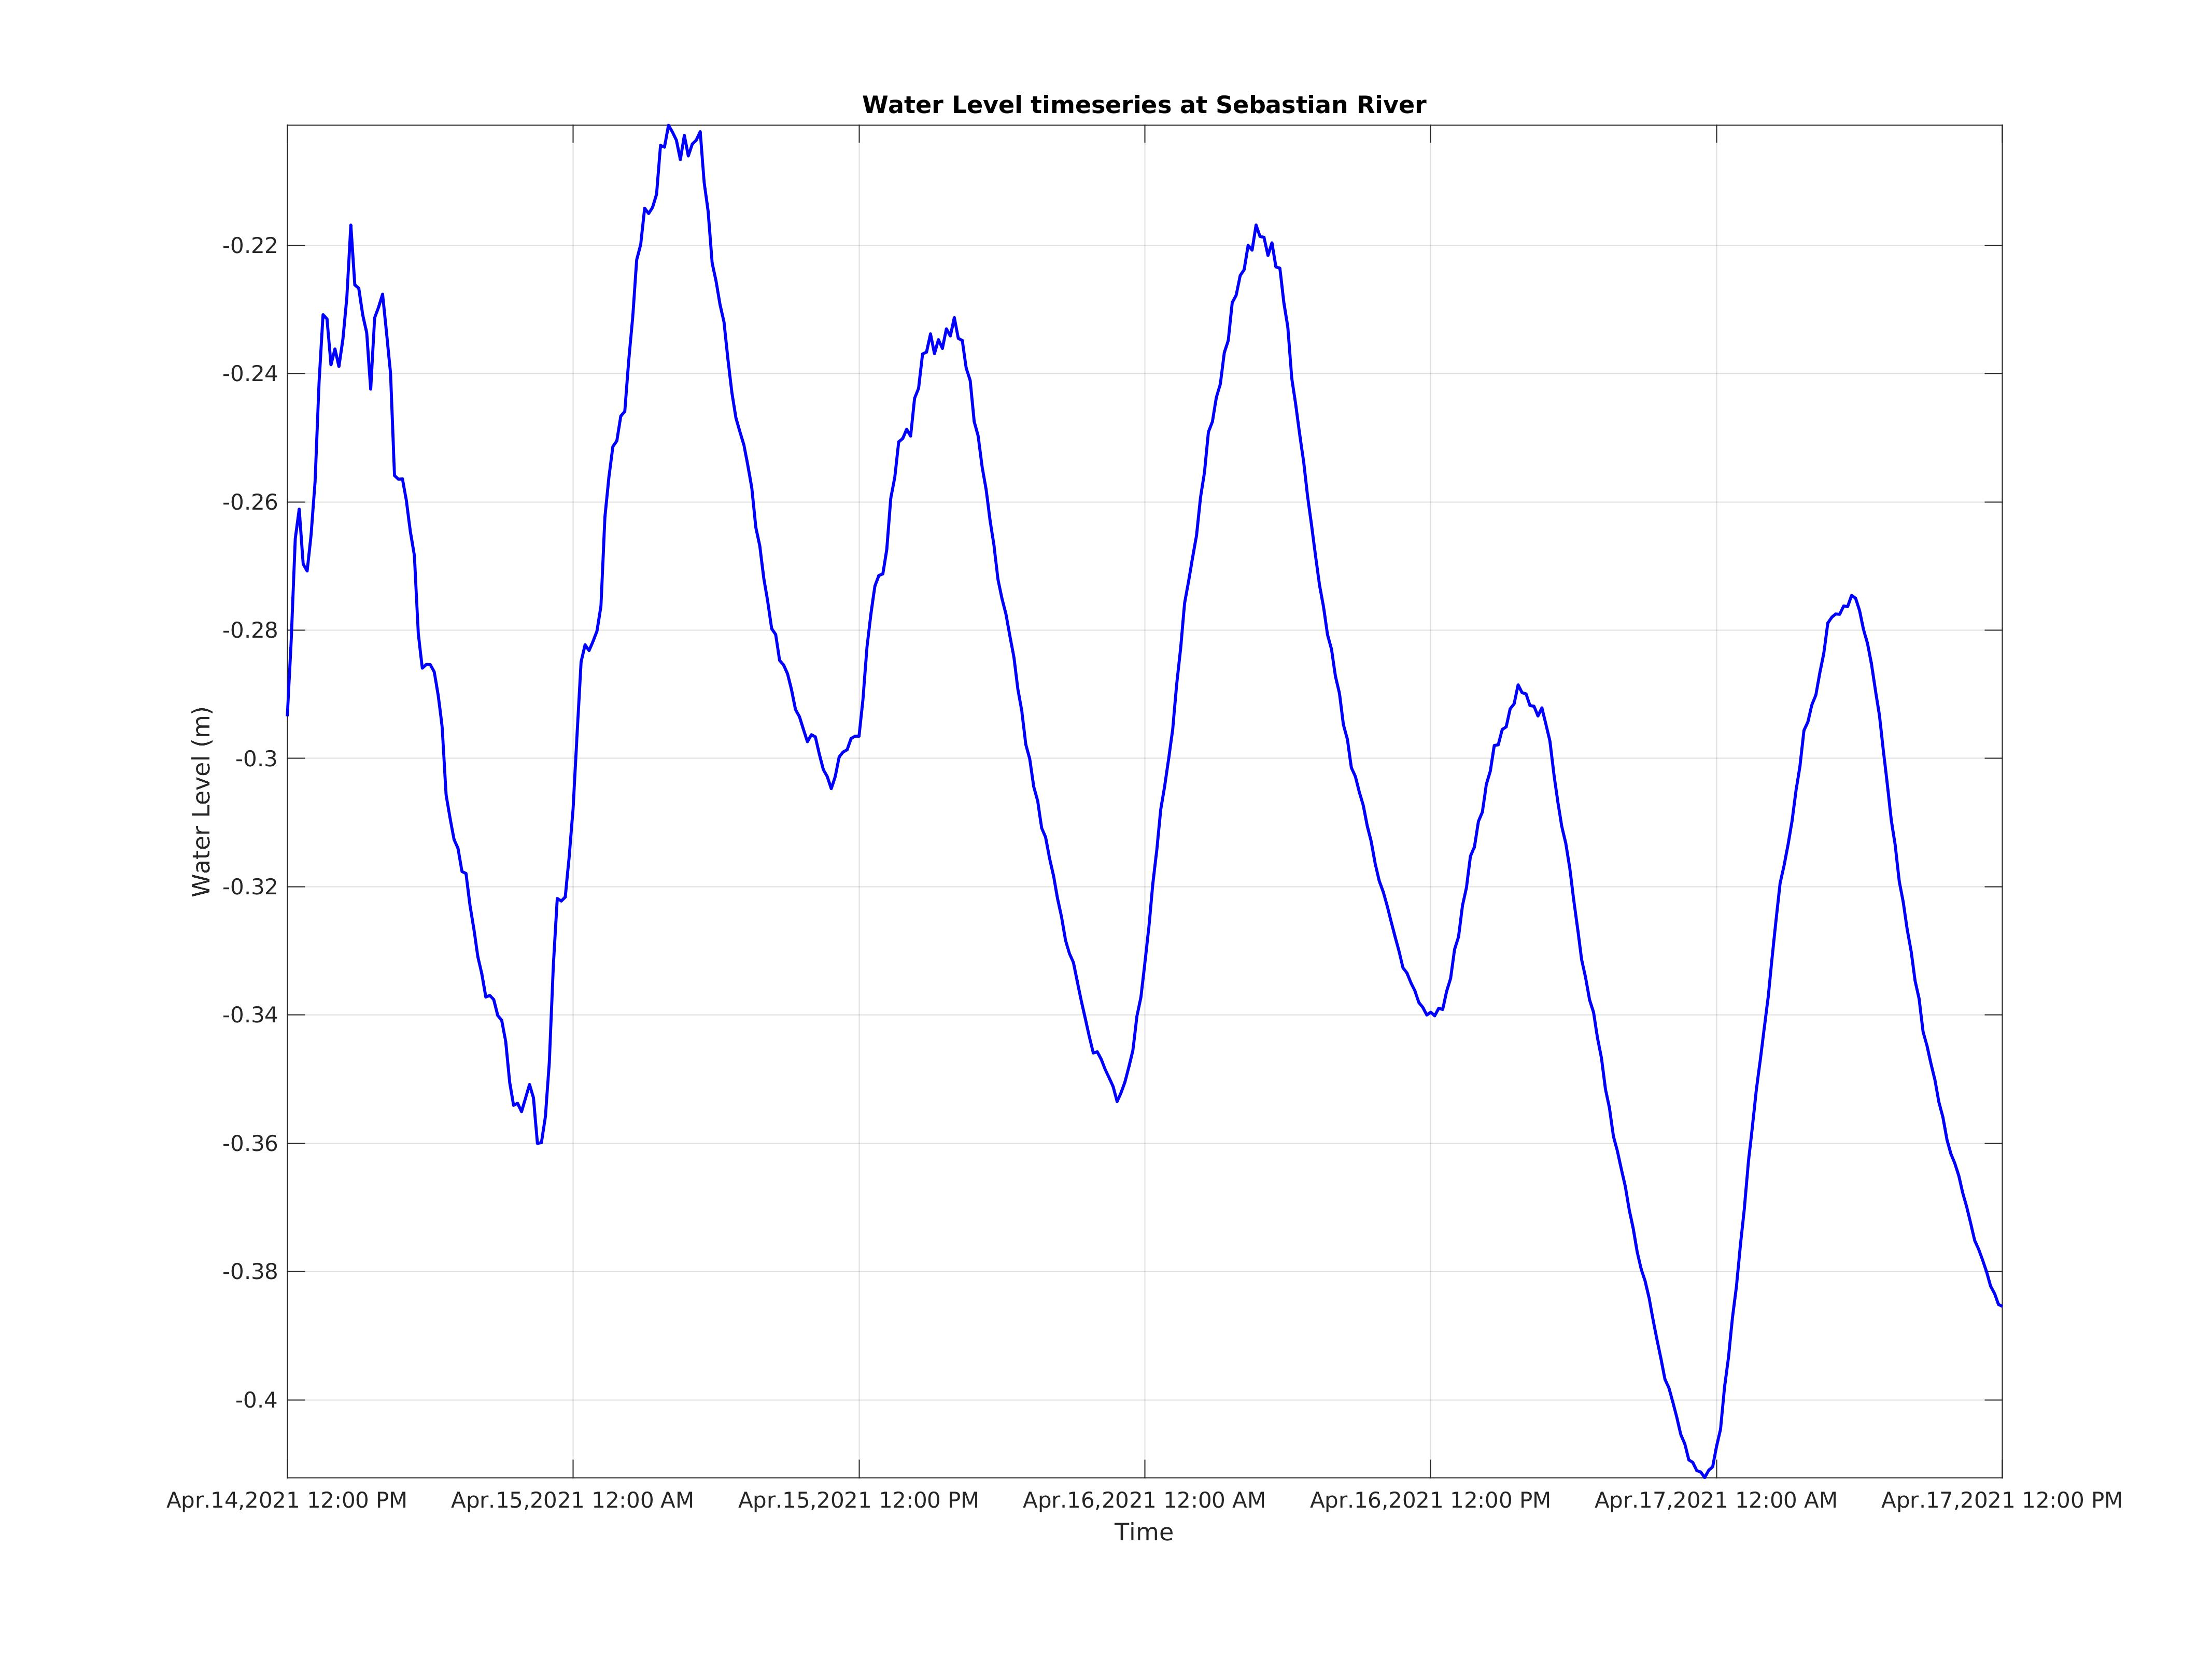 Water Level timeseries at Sebastian River
-0.22
-0.24
-0.26
-0.28
-0.3
-0.32
-0.34
-0.36
-0.38
-0.4
Water Level (m)
Apr.14,2021 12:00 PM
Apr.15,2021 12:00 AM
Apr.15,2021 12:00 PM
Apr.16,2021 12:00 AM
Apr.16,2021 12:00 PM
Apr.17,2021 12:00 AM
Apr.17,2021 12:00 PM
Time